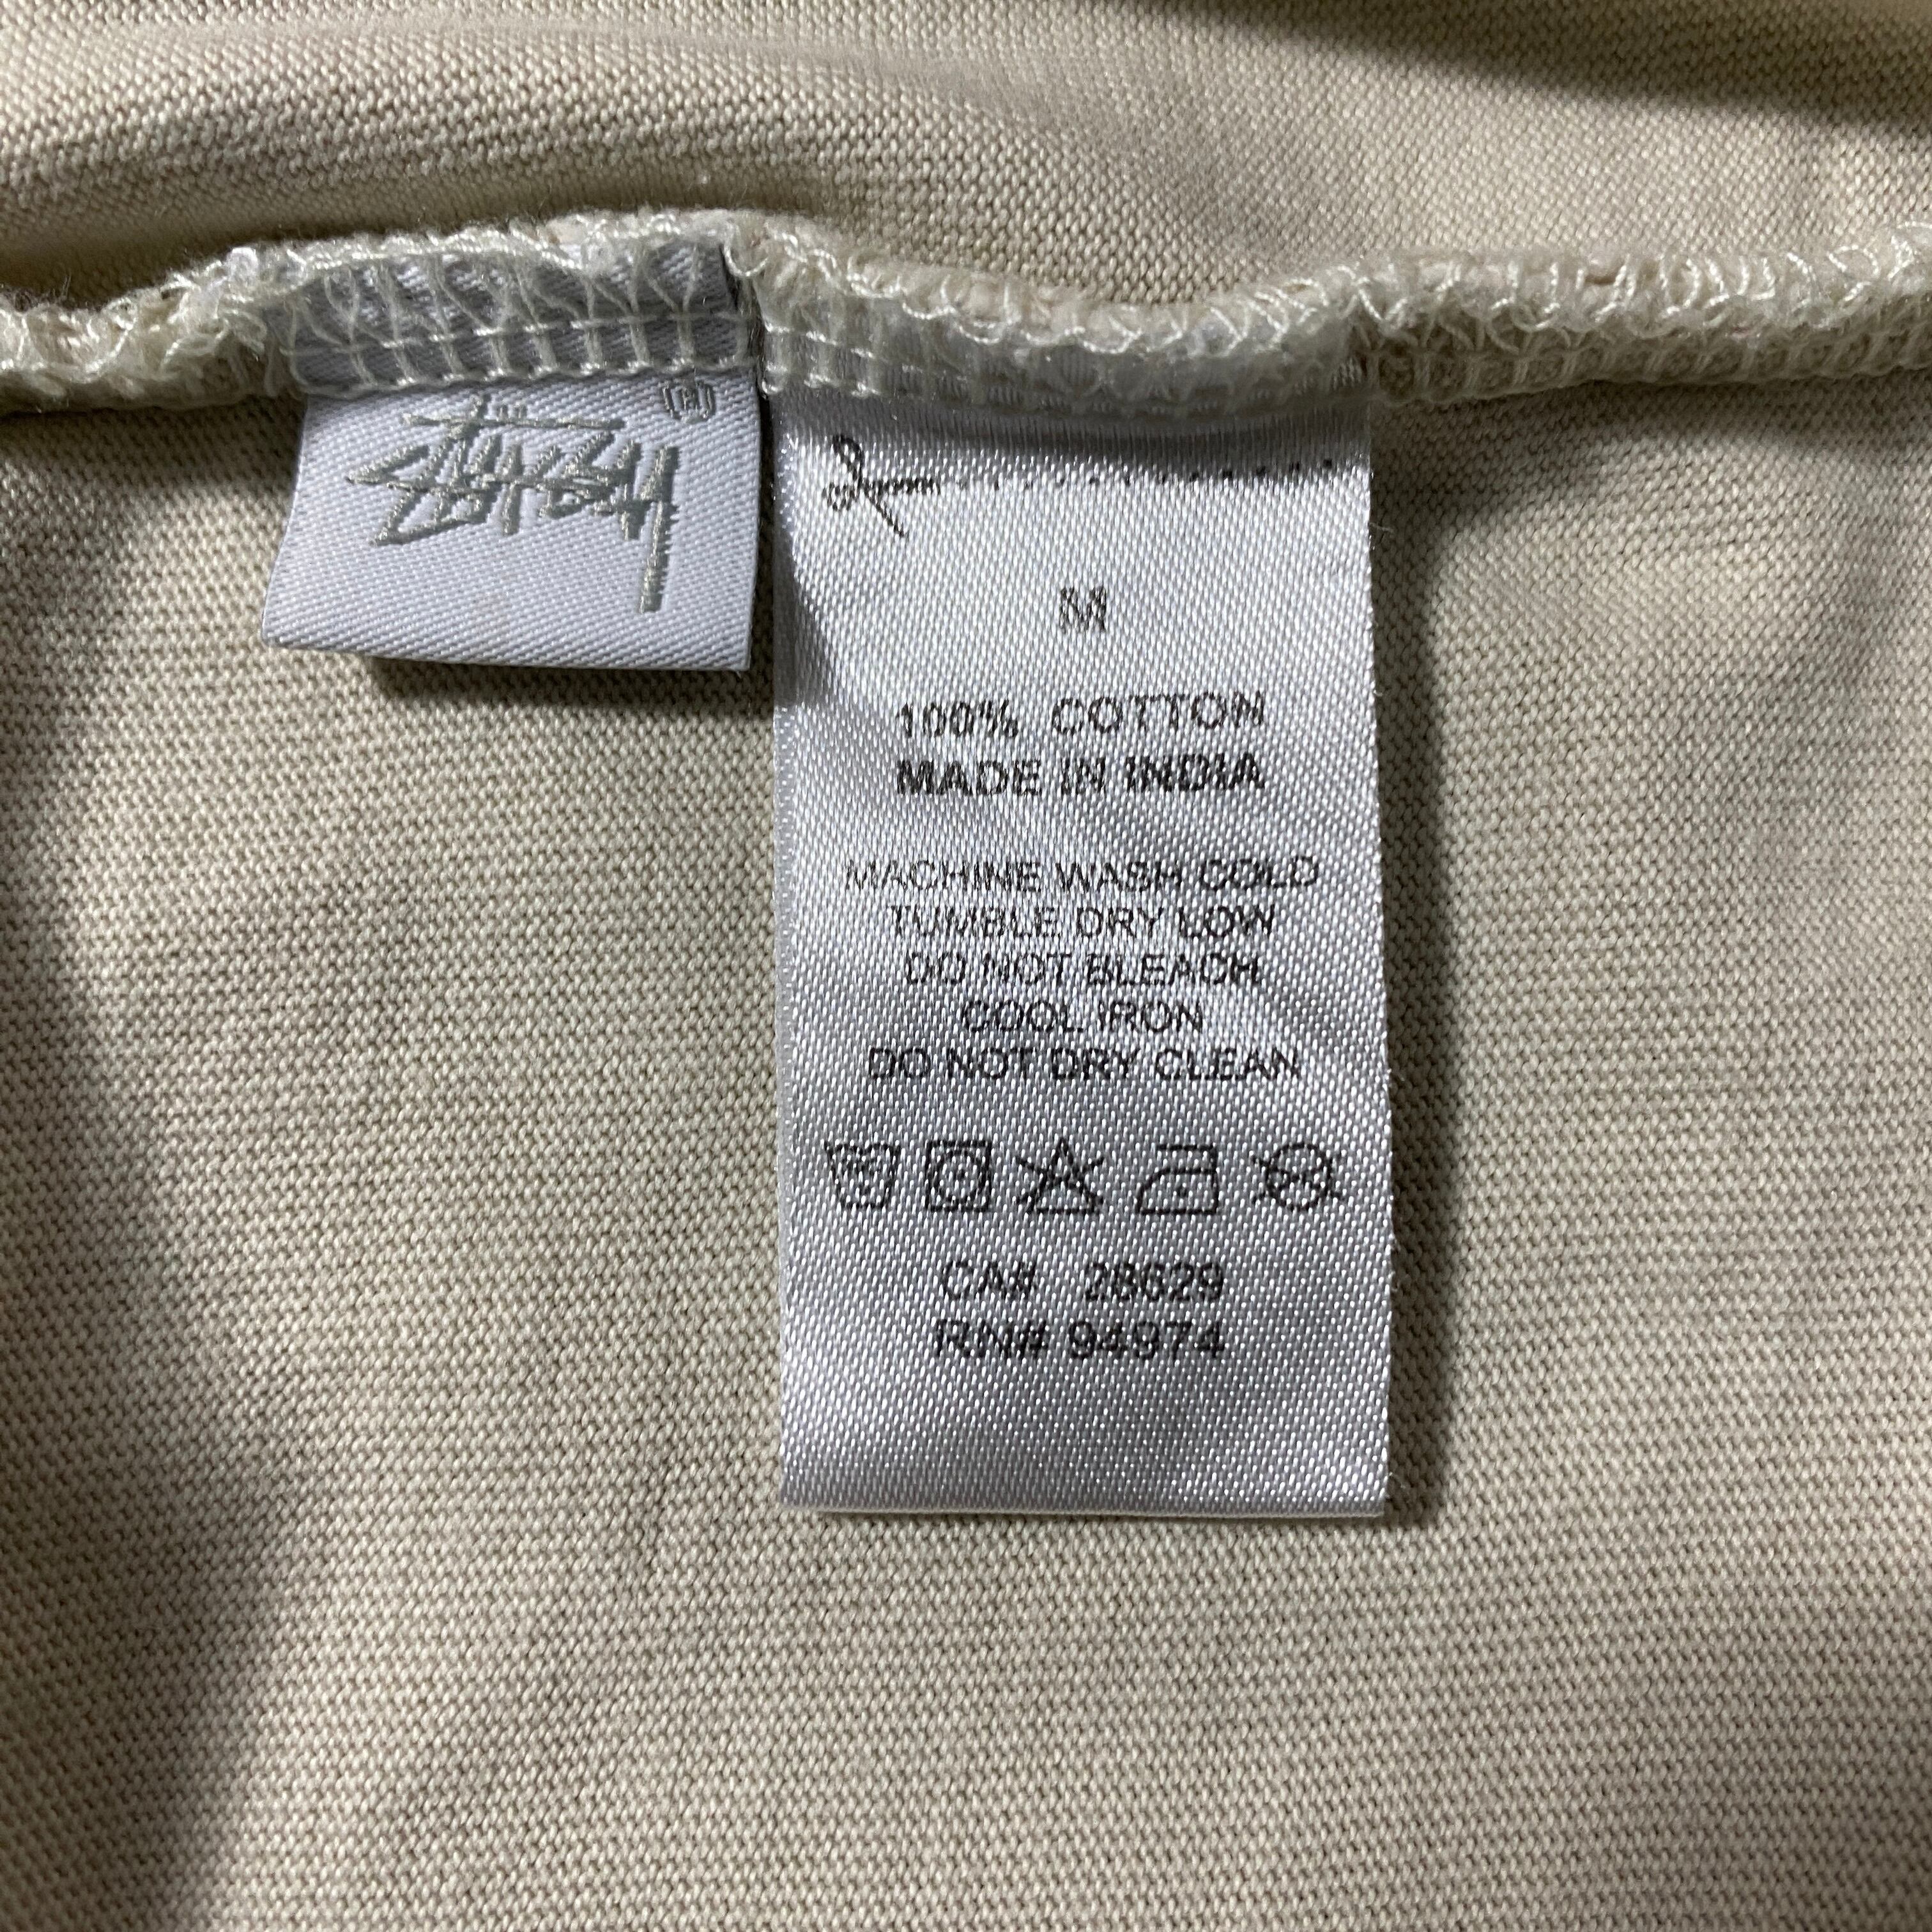 Stüssy (R)
M
100% COTTON
MADE IN INDIA
MACHINE WASH COLD
TUMBLE DRY LOW
DO NOT BLEACH
COOL IRON
DO NOT DRY CLEAN
CA# 28629
RN# 94974